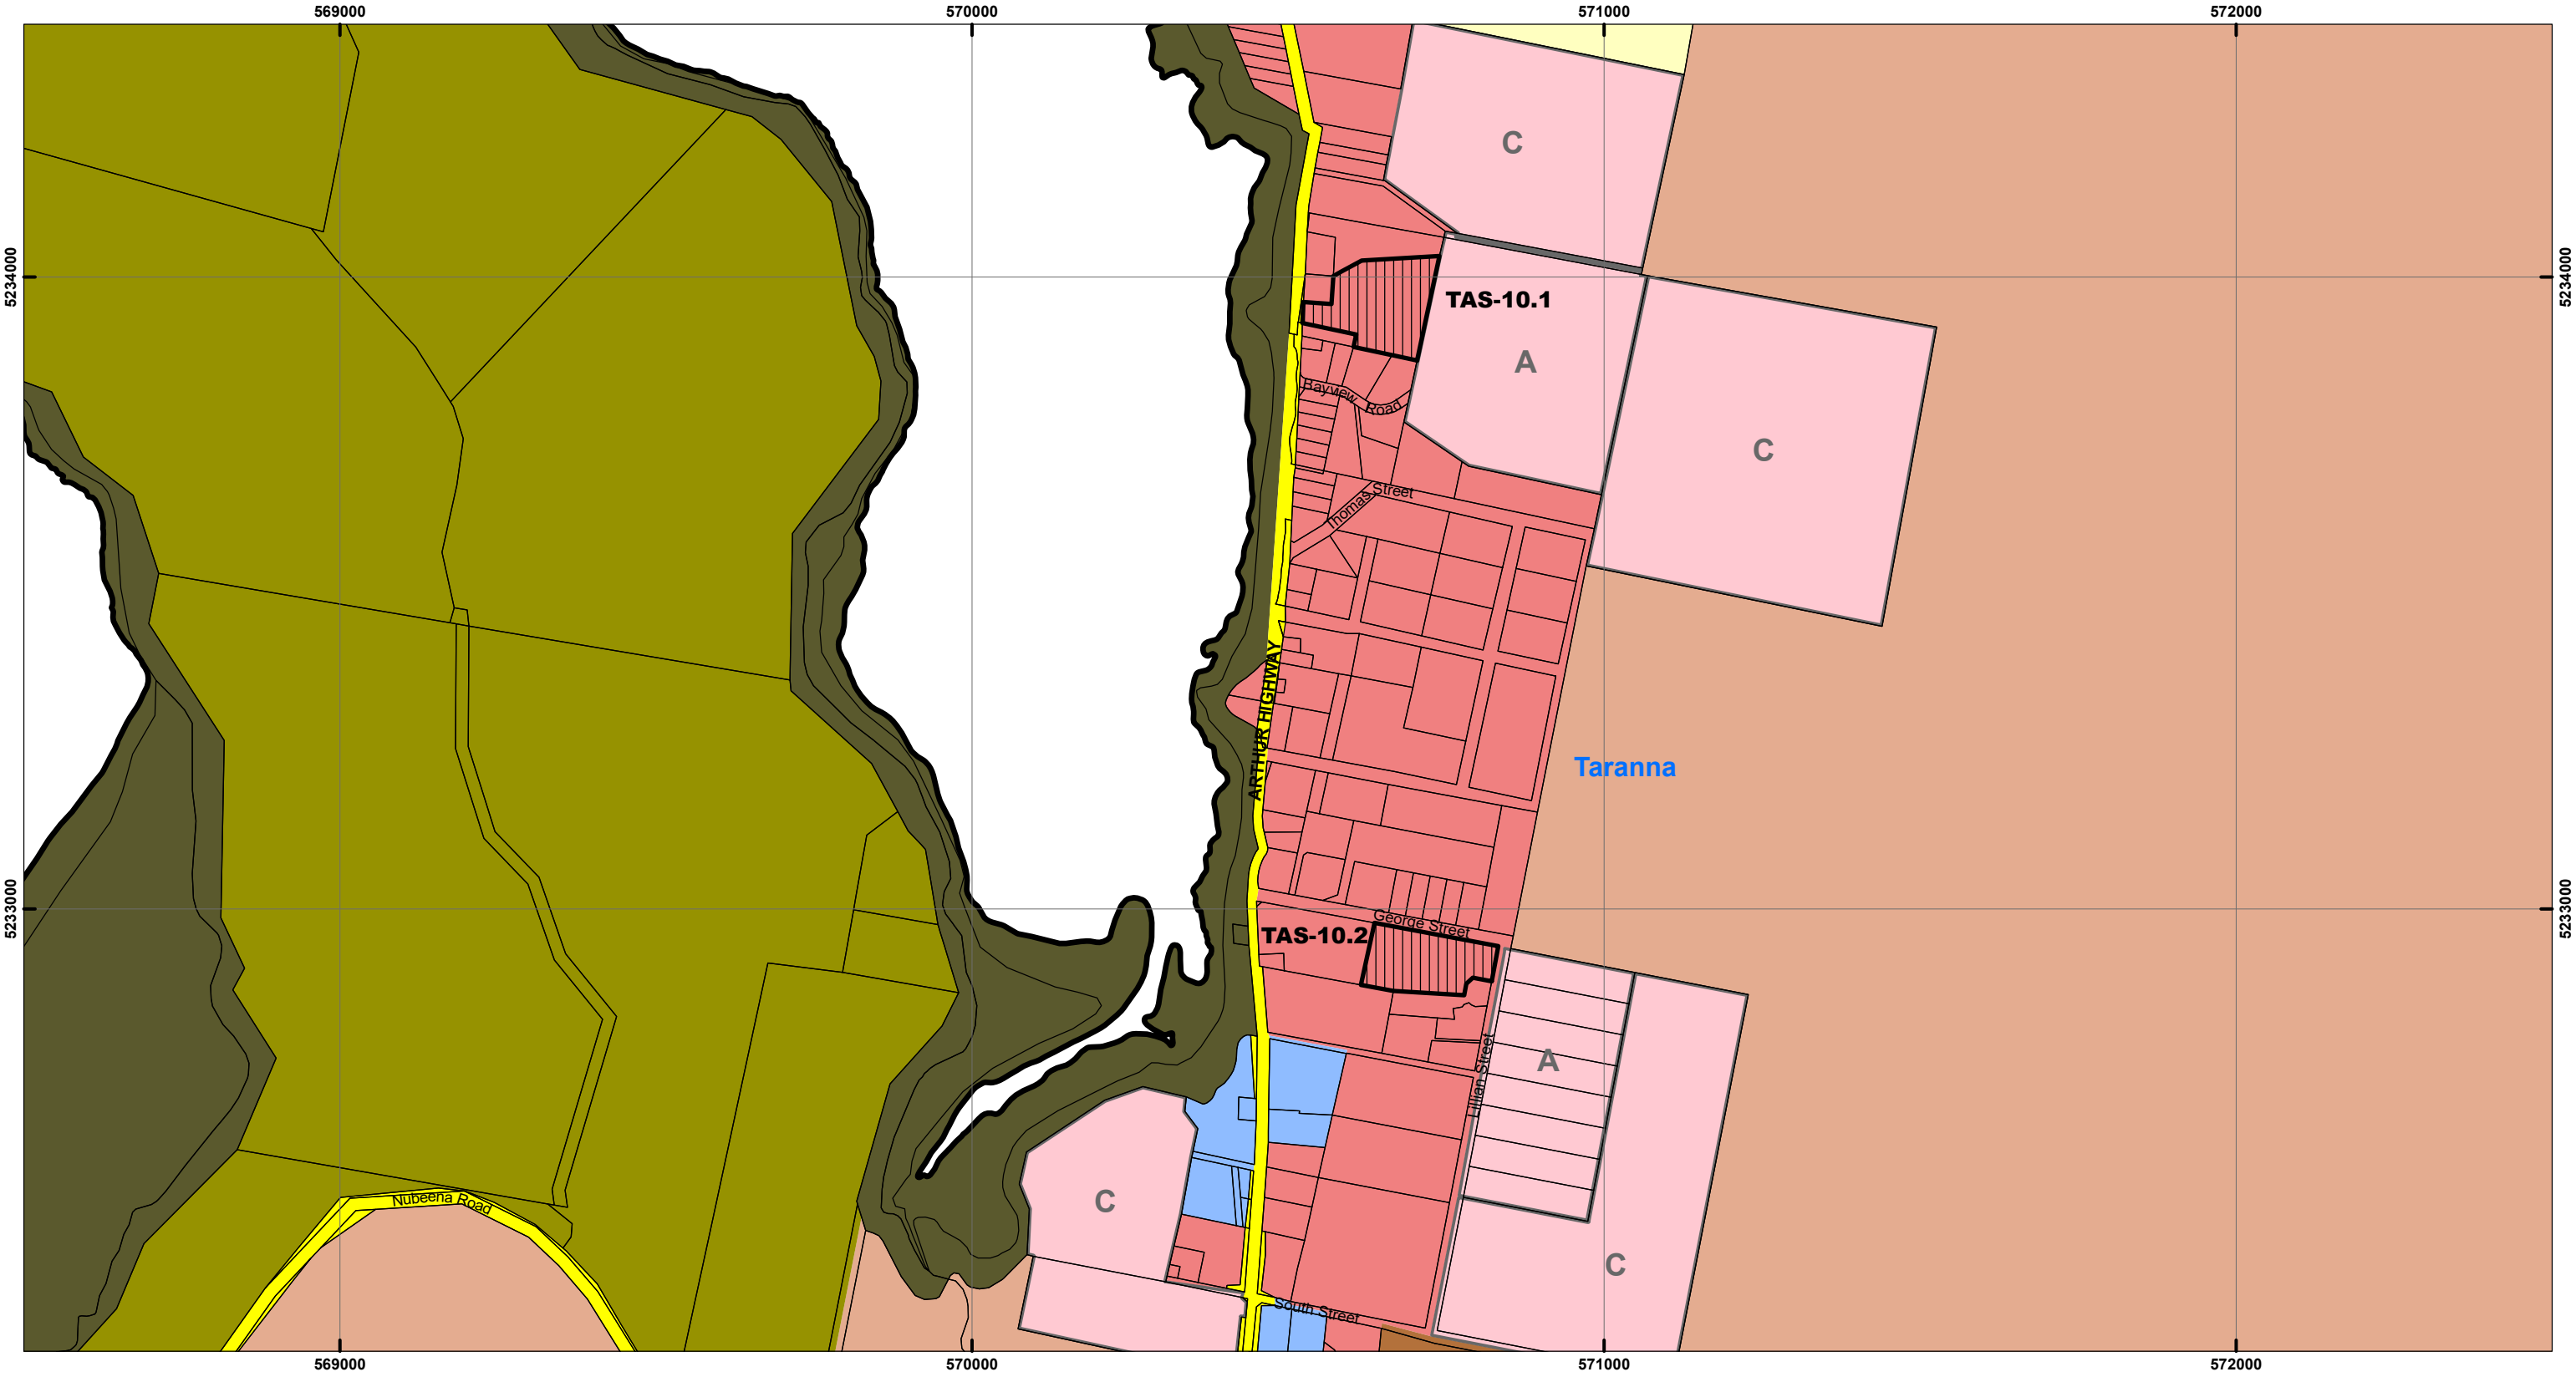 569000 570000 571000 572000
C
5234000 5234000
TAS-10.1
A
Bayview Road
C
Thomas Street
ARTHUR HIGHWAY
Taranna
5233000 5233000
George Street
TAS-10.2
Lillian Street
A
Nubeena Road
C
C
South Street
569000 570000 571000 572000